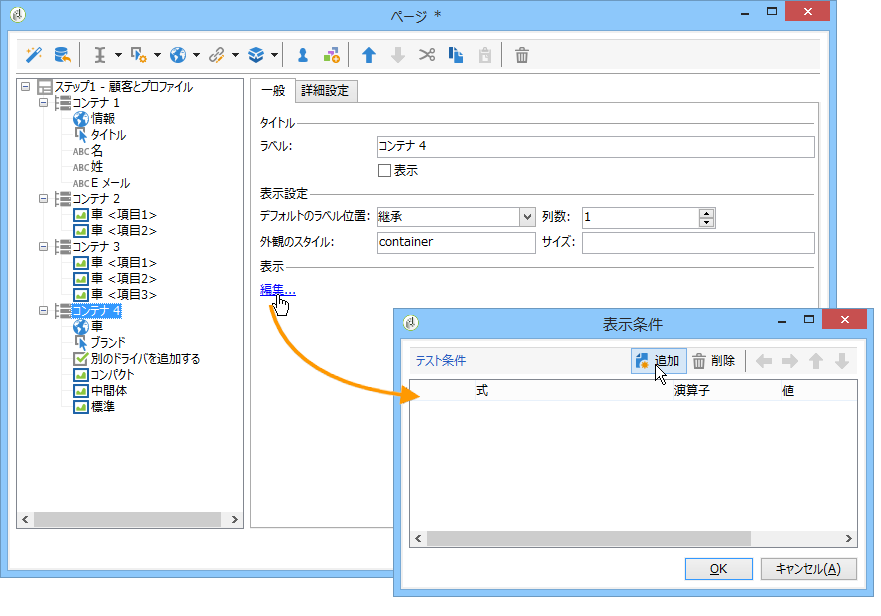 ページ *
ステップ1 - 顧客とプロファイル
コンテナ 1
情報
タイトル
ABC 名
ABC 姓
ABC E メール
コンテナ 2
車 <項目1>
車 <項目2>
コンテナ 3
車 <項目1>
車 <項目2>
車 <項目3>
コンテナ 4
車
ブランド
別のドライバを追加する
コンパクト
中間体
標準
一般 詳細設定
タイトル
ラベル: コンテナ 4
表示
表示設定
デフォルトのラベル位置: 継承 列数: 1
外観のスタイル: container サイズ:
表示
編集...
表示条件
テスト条件 追加 削除
式 演算子 値
OK キャンセル(A)